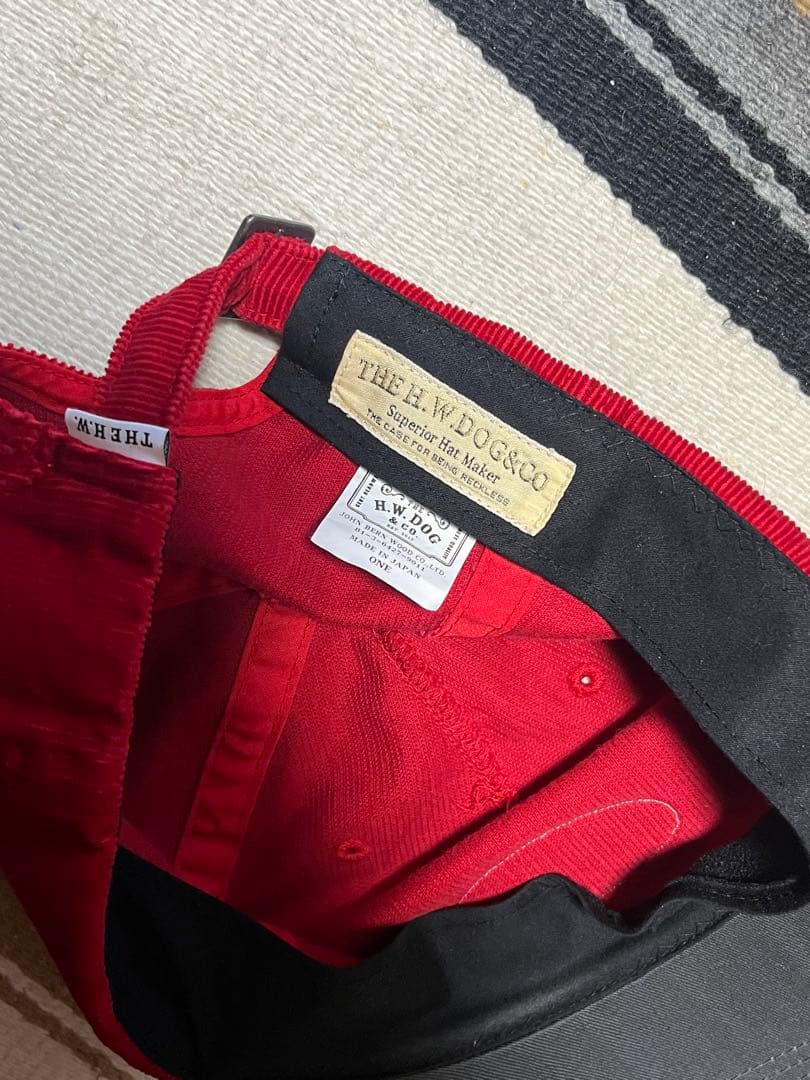 THE H.W. DOG&CO
Superior Hat Maker
THE CASE FOR BEING RECKLESS
THE H.W.
THE
H.W.DOG
& CO.
JOHN BERN-WOOD CO., LTD
MADE IN JAPAN
ONE